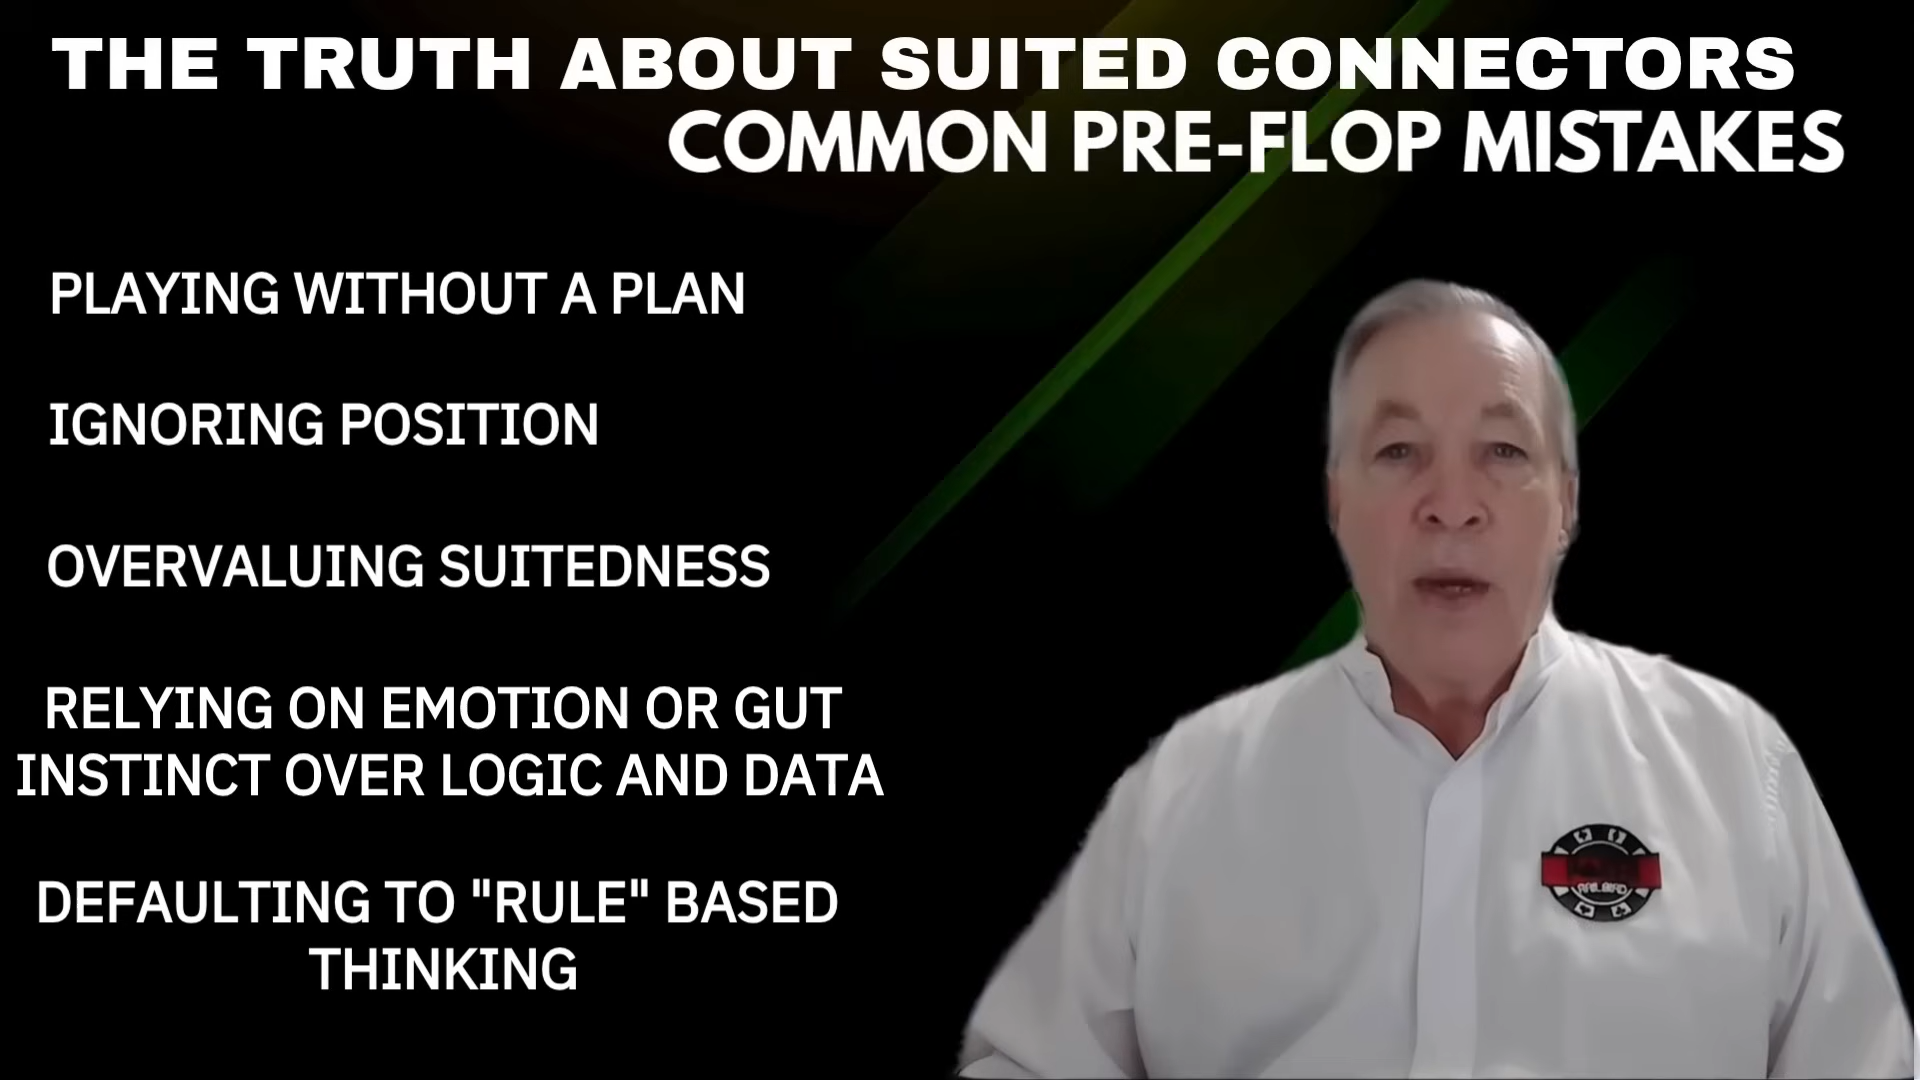 THE TRUTH ABOUT SUITED CONNECTORS
COMMON PRE-FLOP MISTAKES
PLAYING WITHOUT A PLAN
IGNORING POSITION
OVERVALUING SUITEDNESS
RELYING ON EMOTION OR GUT
INSTINCT OVER LOGIC AND DATA
DEFAULTING TO "RULE" BASED
THINKING
RAILBIRD